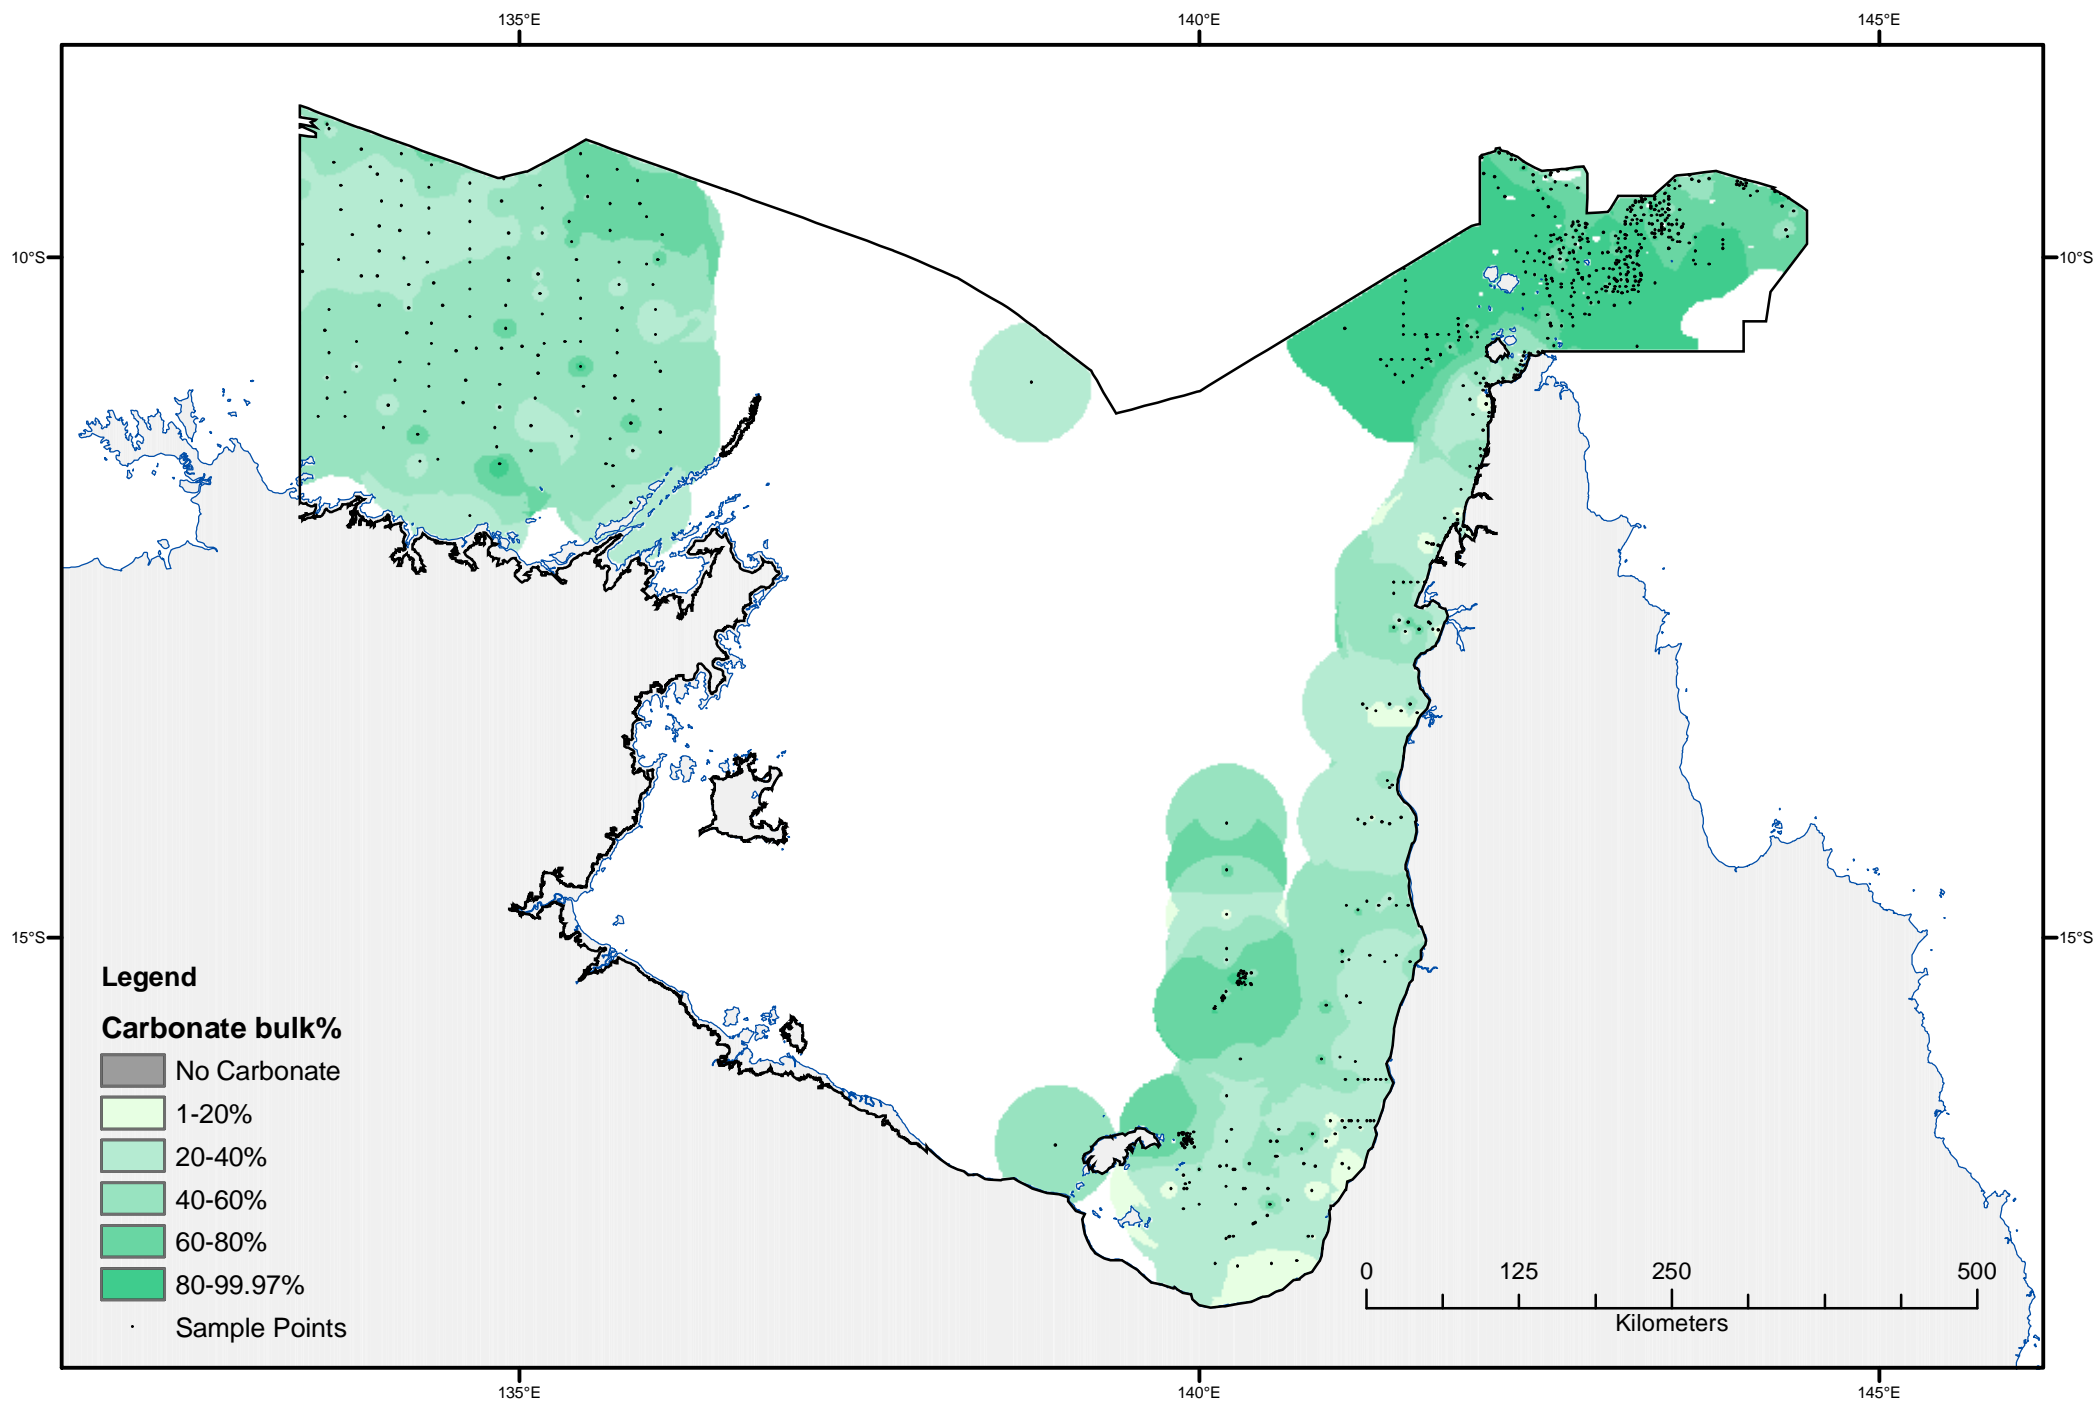 135°E 140°E 145°E
10°S 10°S
15°S 15°S
Legend
Carbonate bulk%
No Carbonate
1-20%
20-40%
40-60%
60-80%
80-99.97%
Sample Points
0 125 250 500
Kilometers
135°E 140°E 145°E